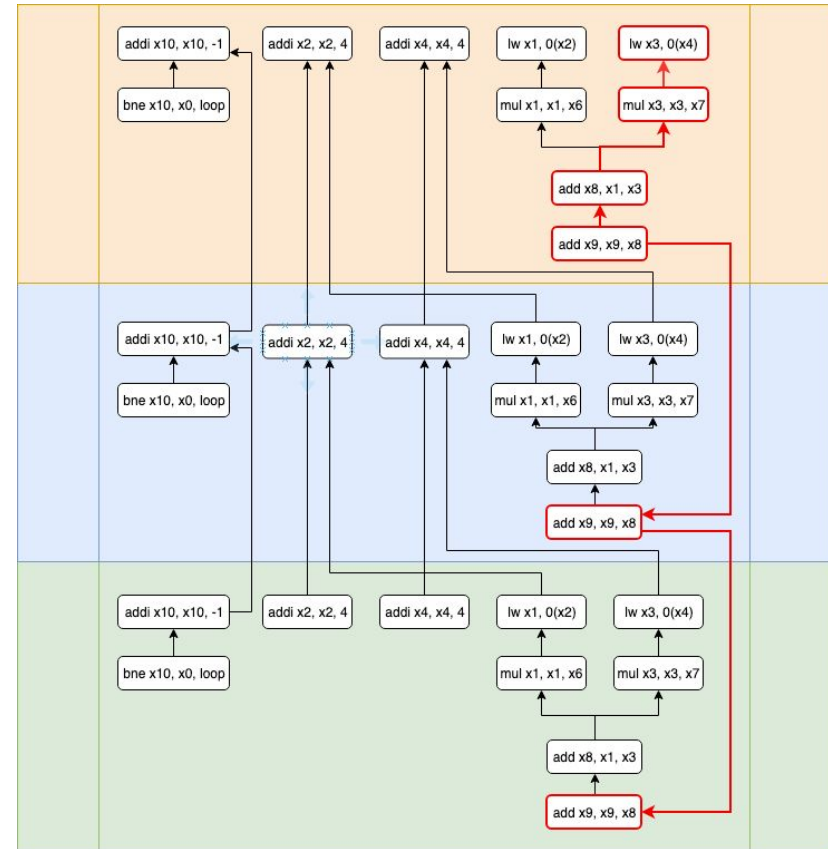 addi x10, x10, -1
addi x2, x2, 4
addi x4, x4, 4
lw x1, 0(x2)
lw x3, 0(x4)
bne x10, x0, loop
mul x1, x1, x6
mul x3, x3, x7
add x8, x1, x3
add x9, x9, x8
addi x10, x10, -1
addi x2, x2, 4
addi x4, x4, 4
lw x1, 0(x2)
lw x3, 0(x4)
bne x10, x0, loop
mul x1, x1, x6
mul x3, x3, x7
add x8, x1, x3
add x9, x9, x8
addi x10, x10, -1
addi x2, x2, 4
addi x4, x4, 4
lw x1, 0(x2)
lw x3, 0(x4)
bne x10, x0, loop
mul x1, x1, x6
mul x3, x3, x7
add x8, x1, x3
add x9, x9, x8